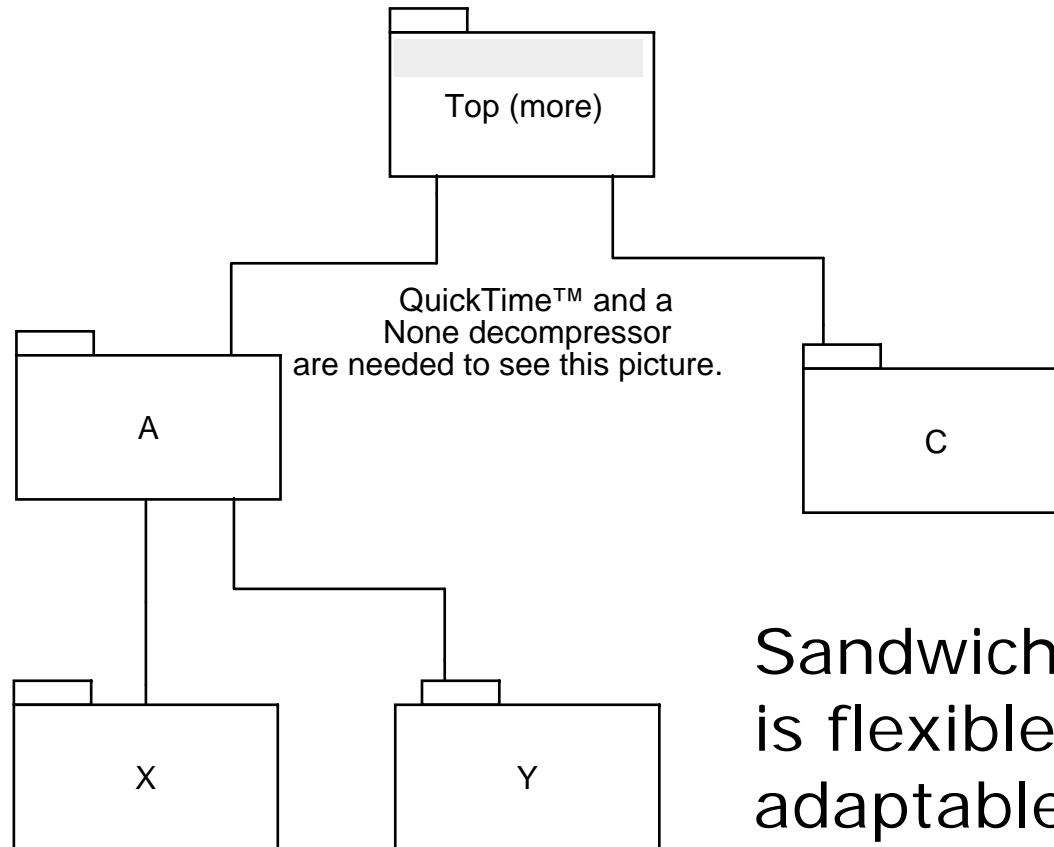 Top (more)
QuickTime™ and a
None decompressor
are needed to see this picture.
A
C
X
Y
Sandwich
is flexible
adaptable